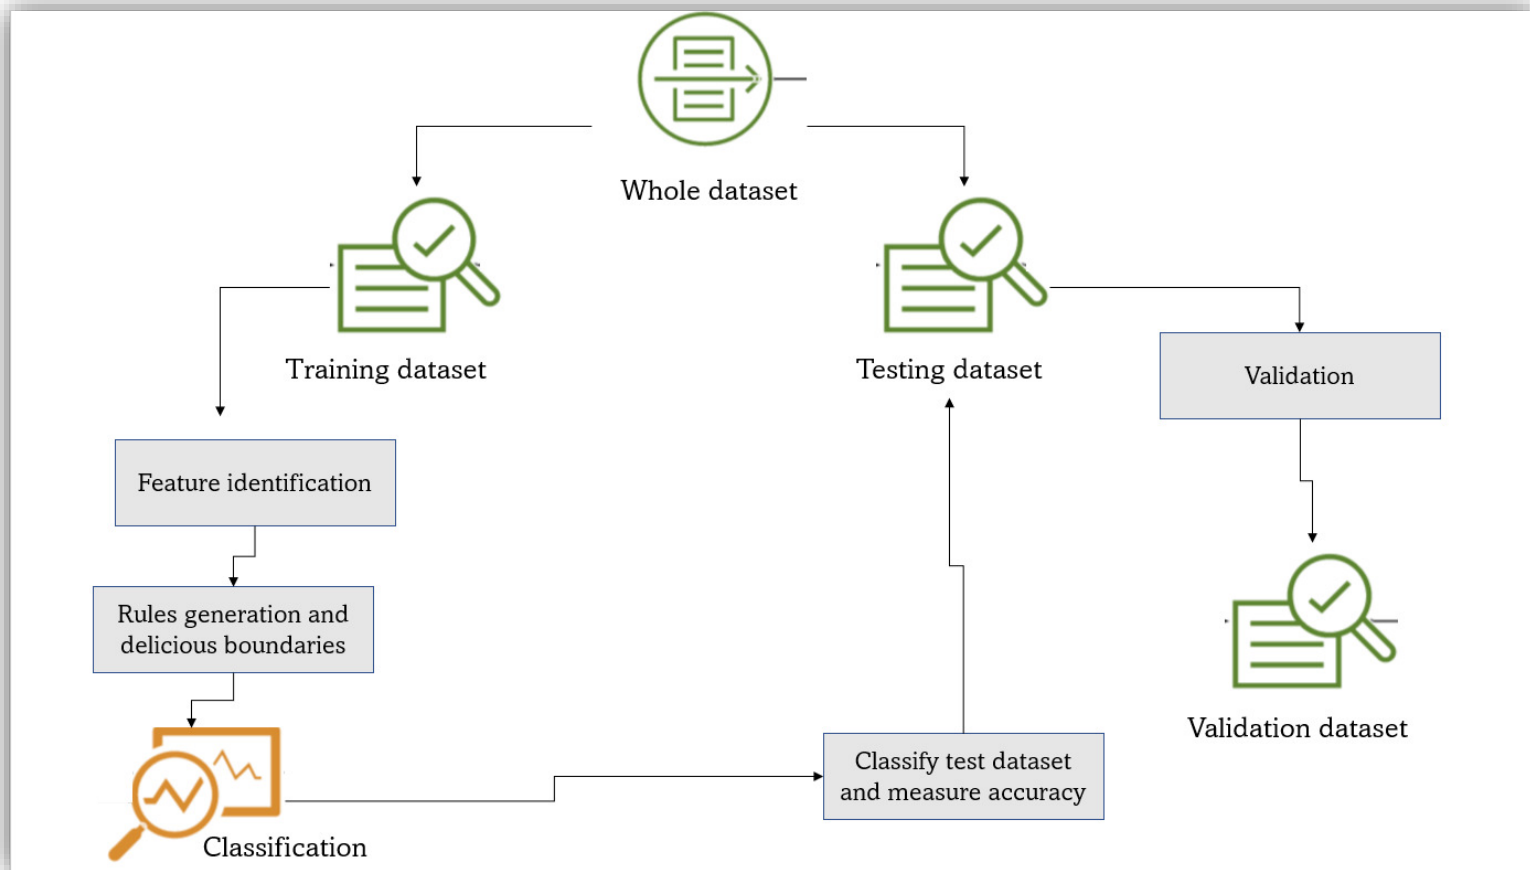 Whole dataset
Training dataset
Testing dataset
Validation
Feature identification
Rules generation and
delicious boundaries
Validation dataset
Classify test dataset
and measure accuracy
Classification